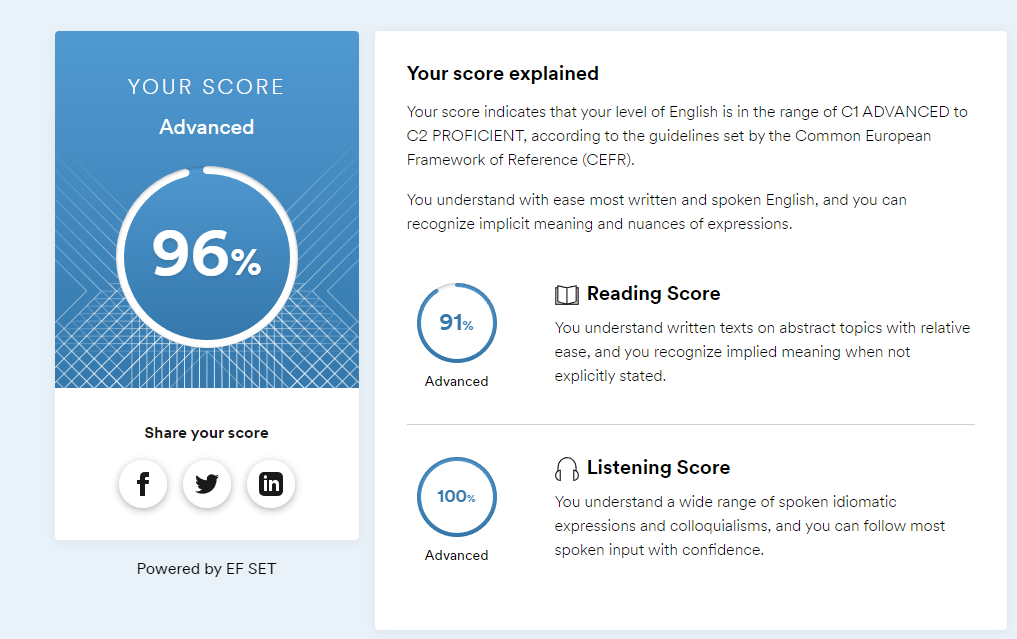 YOUR SCORE
Advanced
96%
Share your score
f
in
Powered by EF SET
Your score explained
Your score indicates that your level of English is in the range of C1 ADVANCED to
C2 PROFICIENT, according to the guidelines set by the Common European
Framework of Reference (CEFR).
You understand with ease most written and spoken English, and you can
recognize implicit meaning and nuances of expressions.
91%
Advanced
Reading Score
You understand written texts on abstract topics with relative
ease, and you recognize implied meaning when not
explicitly stated.
100%
Advanced
Listening Score
You understand a wide range of spoken idiomatic
expressions and colloquialisms, and you can follow most
spoken input with confidence.